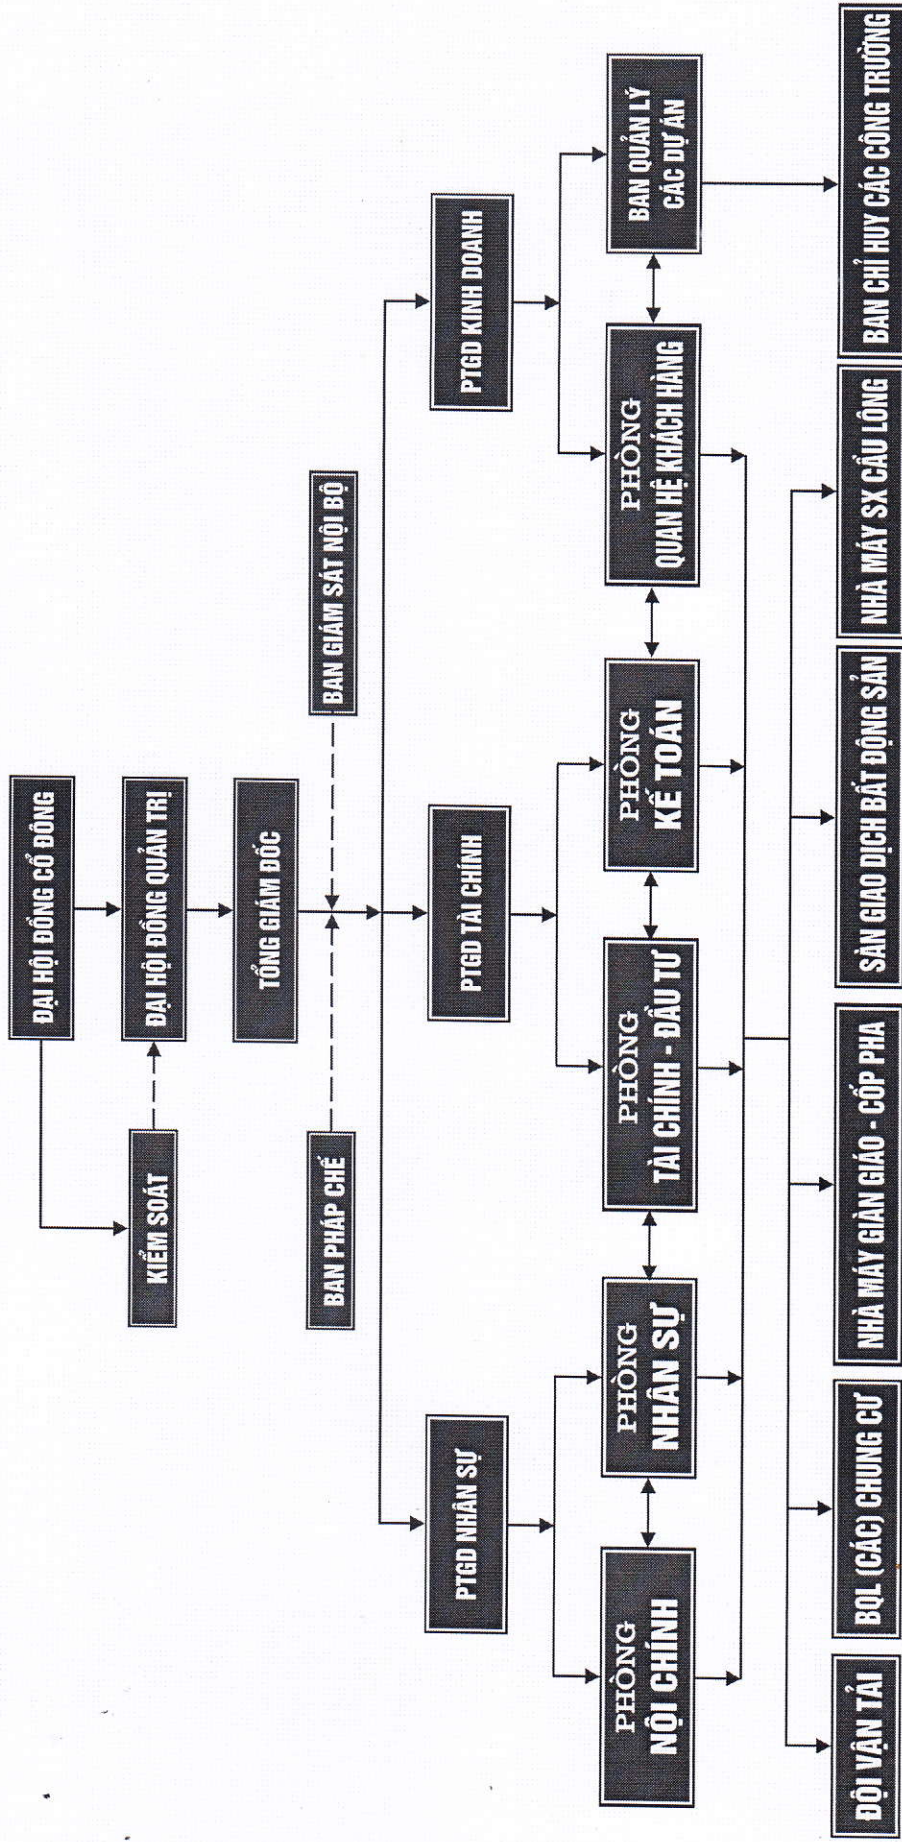 ĐẠI HỘI ĐỒNG CỔ ĐÔNG
KIỂM SOÁT
ĐẠI HỘI ĐỒNG QUẢN TRỊ
TỔNG GIÁM ĐỐC
BAN PHÁP CHẾ
BAN GIÁM SÁT NỘI BỘ
PTGD NHÂN SỰ
PTGD TÀI CHÍNH
PTGD KINH DOANH
PHÒNG
NỘI CHÍNH
PHÒNG
NHÂN SỰ
PHÒNG
TÀI CHÍNH - ĐẦU TƯ
PHÒNG
KẾ TOÁN
PHÒNG
QUAN HỆ KHÁCH HÀNG
BAN QUẢN LÝ
CÁC DỰ ÁN
ĐỘI VẬN TẢI
BQL (CÁC) CHUNG CƯ
NHÀ MÁY GIÀN GIÁO - CỐP PHA
SÀN GIAO DỊCH BẤT ĐỘNG SẢN
NHÀ MÁY SX CẦU LÔNG
BAN CHỈ HUY CÁC CÔNG TRƯỜNG